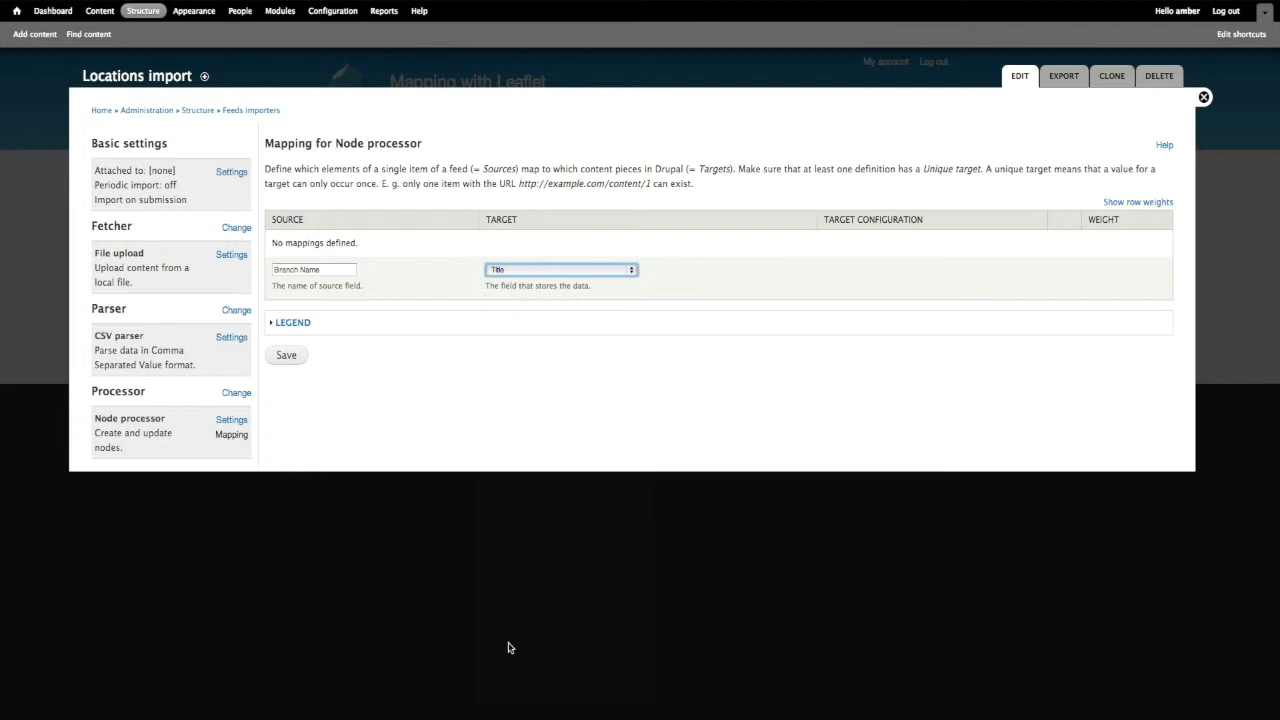 Dashboard Content Structure Appearance People Modules Configuration Reports Help Hello amber Log out
Add content Find content Edit shortcuts
My account Log out
Mapping with Leaflet
Locations import
EDIT EXPORT CLONE DELETE
Home » Administration » Structure » Feeds importers
Basic settings
Attached to: [none] Settings
Periodic import: off
Import on submission
Fetcher Change
File upload Settings
Upload content from a
local file.
Parser Change
CSV parser Settings
Parse data in Comma
Separated Value format.
Processor Change
Node processor Settings
Create and update Mapping
nodes.
Mapping for Node processor
Help
Define which elements of a single item of a feed (= Sources) map to which content pieces in Drupal (= Targets). Make sure that at least one definition has a Unique target. A unique target means that a value for a
target can only occur once. E. g. only one item with the URL http://example.com/content/1 can exist.
Show row weights
SOURCE TARGET TARGET CONFIGURATION WEIGHT
No mappings defined.
Branch Name Title
The name of source field. The field that stores the data.
LEGEND
Save